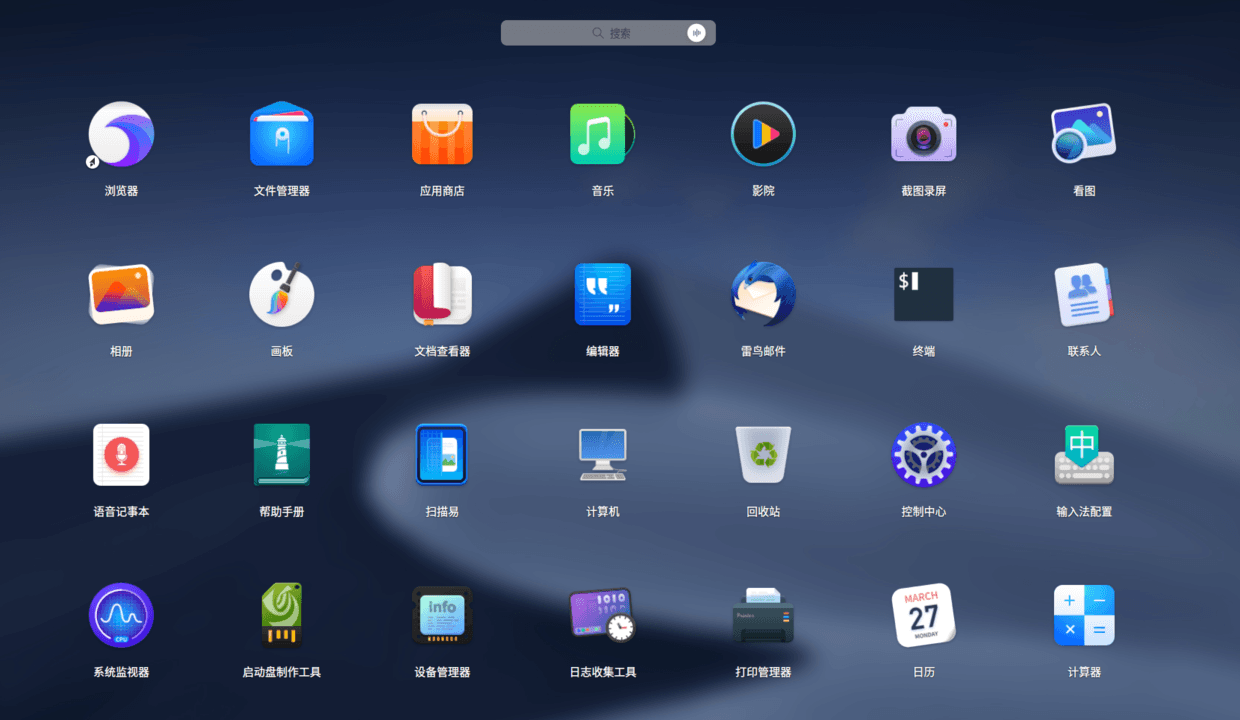 搜索
浏览器
文件管理器
应用商店
音乐
影院
截图录屏
看图
相册
画板
文档查看器
编辑器
雷鸟邮件
$
终端
联系人
语音记事本
帮助手册
扫描易
计算机
回收站
控制中心
中
输入法配置
CPU
系统监视器
启动盘制作工具
info
设备管理器
日志收集工具
打印管理器
MARCH
27
MONDAY
日历
+ −
× =
计算器